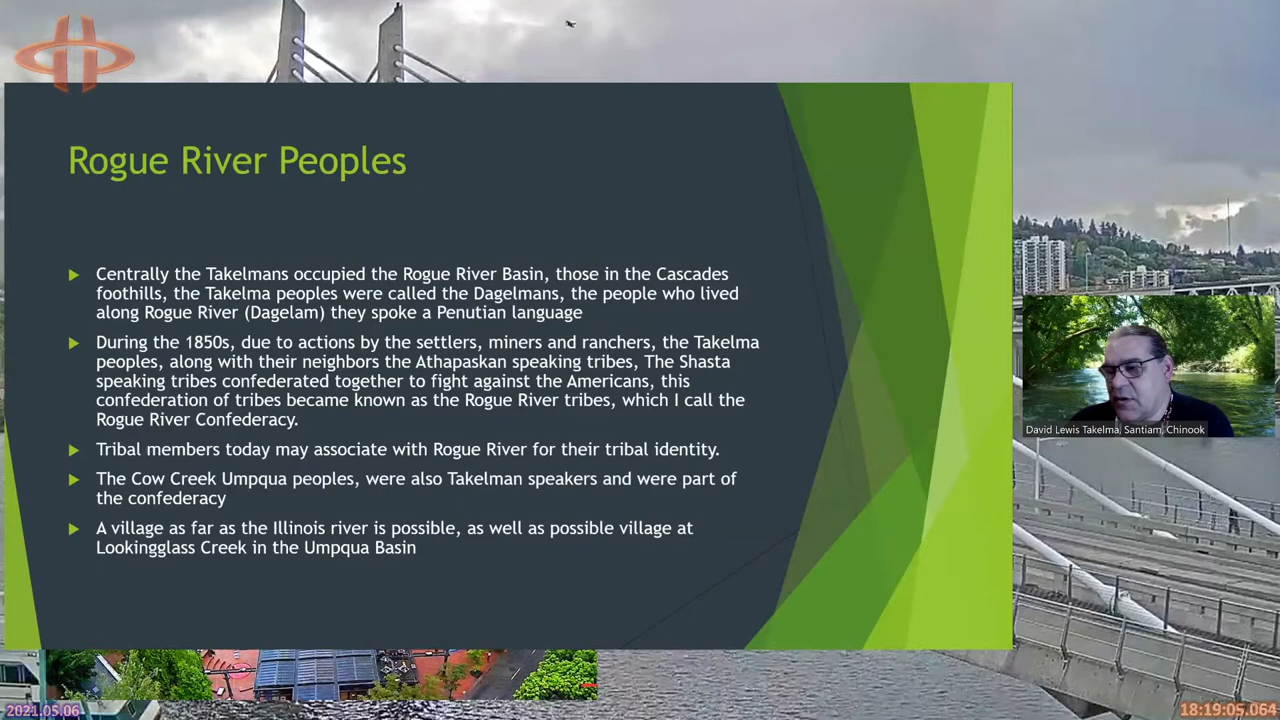 Rogue River Peoples
Centrally the Takelmans occupied the Rogue River Basin, those in the Cascades
foothills, the Takelma peoples were called the Dagelmans, the people who lived
along Rogue River (Dagelam) they spoke a Penutian language
During the 1850s, due to actions by the settlers, miners and ranchers, the Takelma
peoples, along with their neighbors the Athapaskan speaking tribes, The Shasta
speaking tribes confederated together to fight against the Americans, this
confederation of tribes became known as the Rogue River tribes, which I call the
Rogue River Confederacy.
Tribal members today may associate with Rogue River for their tribal identity.
The Cow Creek Umpqua peoples, were also Takelman speakers and were part of
the confederacy
A village as far as the Illinois river is possible, as well as possible village at
Lookingglass Creek in the Umpqua Basin
David Lewis Takelma, Santiam, Chinook
2021.05.06
18:19:05.064